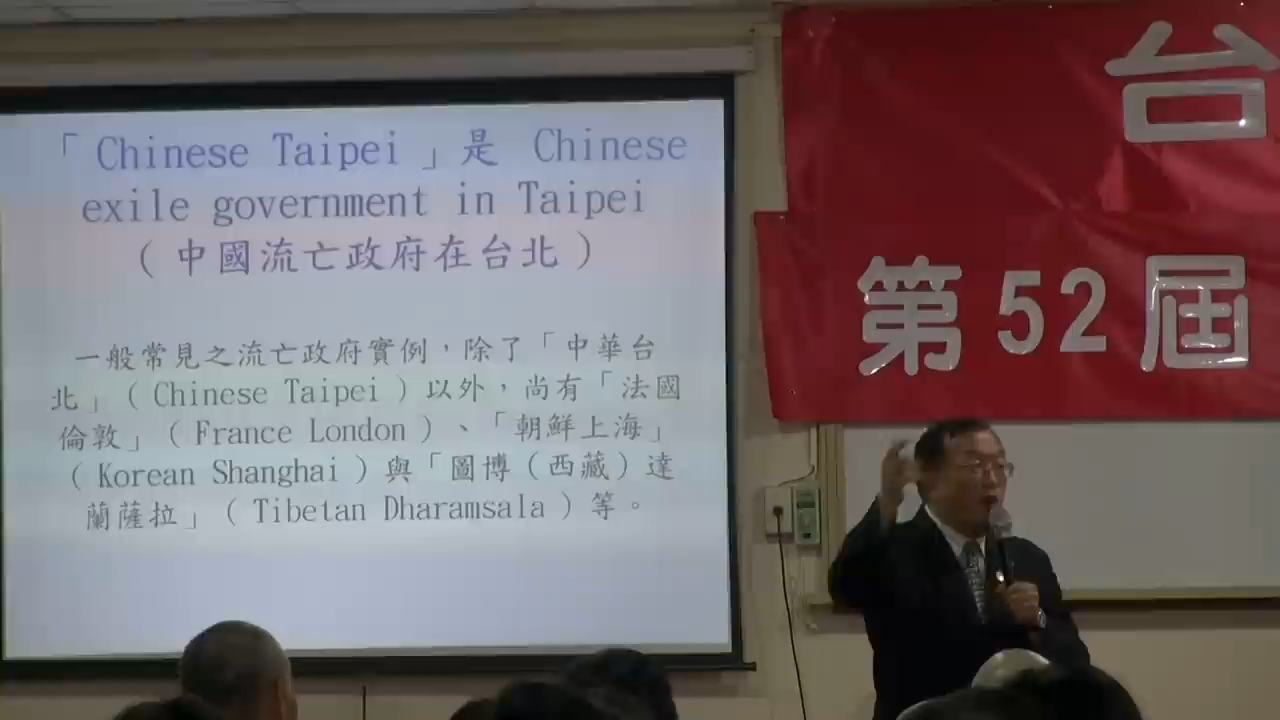 「Chinese Taipei」是 Chinese
exile government in Taipei
(中國流亡政府在台北)
一般常見之流亡政府實例，除了「中華台
北」(Chinese Taipei)以外，尚有「法國
倫敦」(France London)、「朝鮮上海」
(Korean Shanghai)與「圖博(西藏)達
蘭薩拉」(Tibetan Dharamsala)等。
台
第52屆